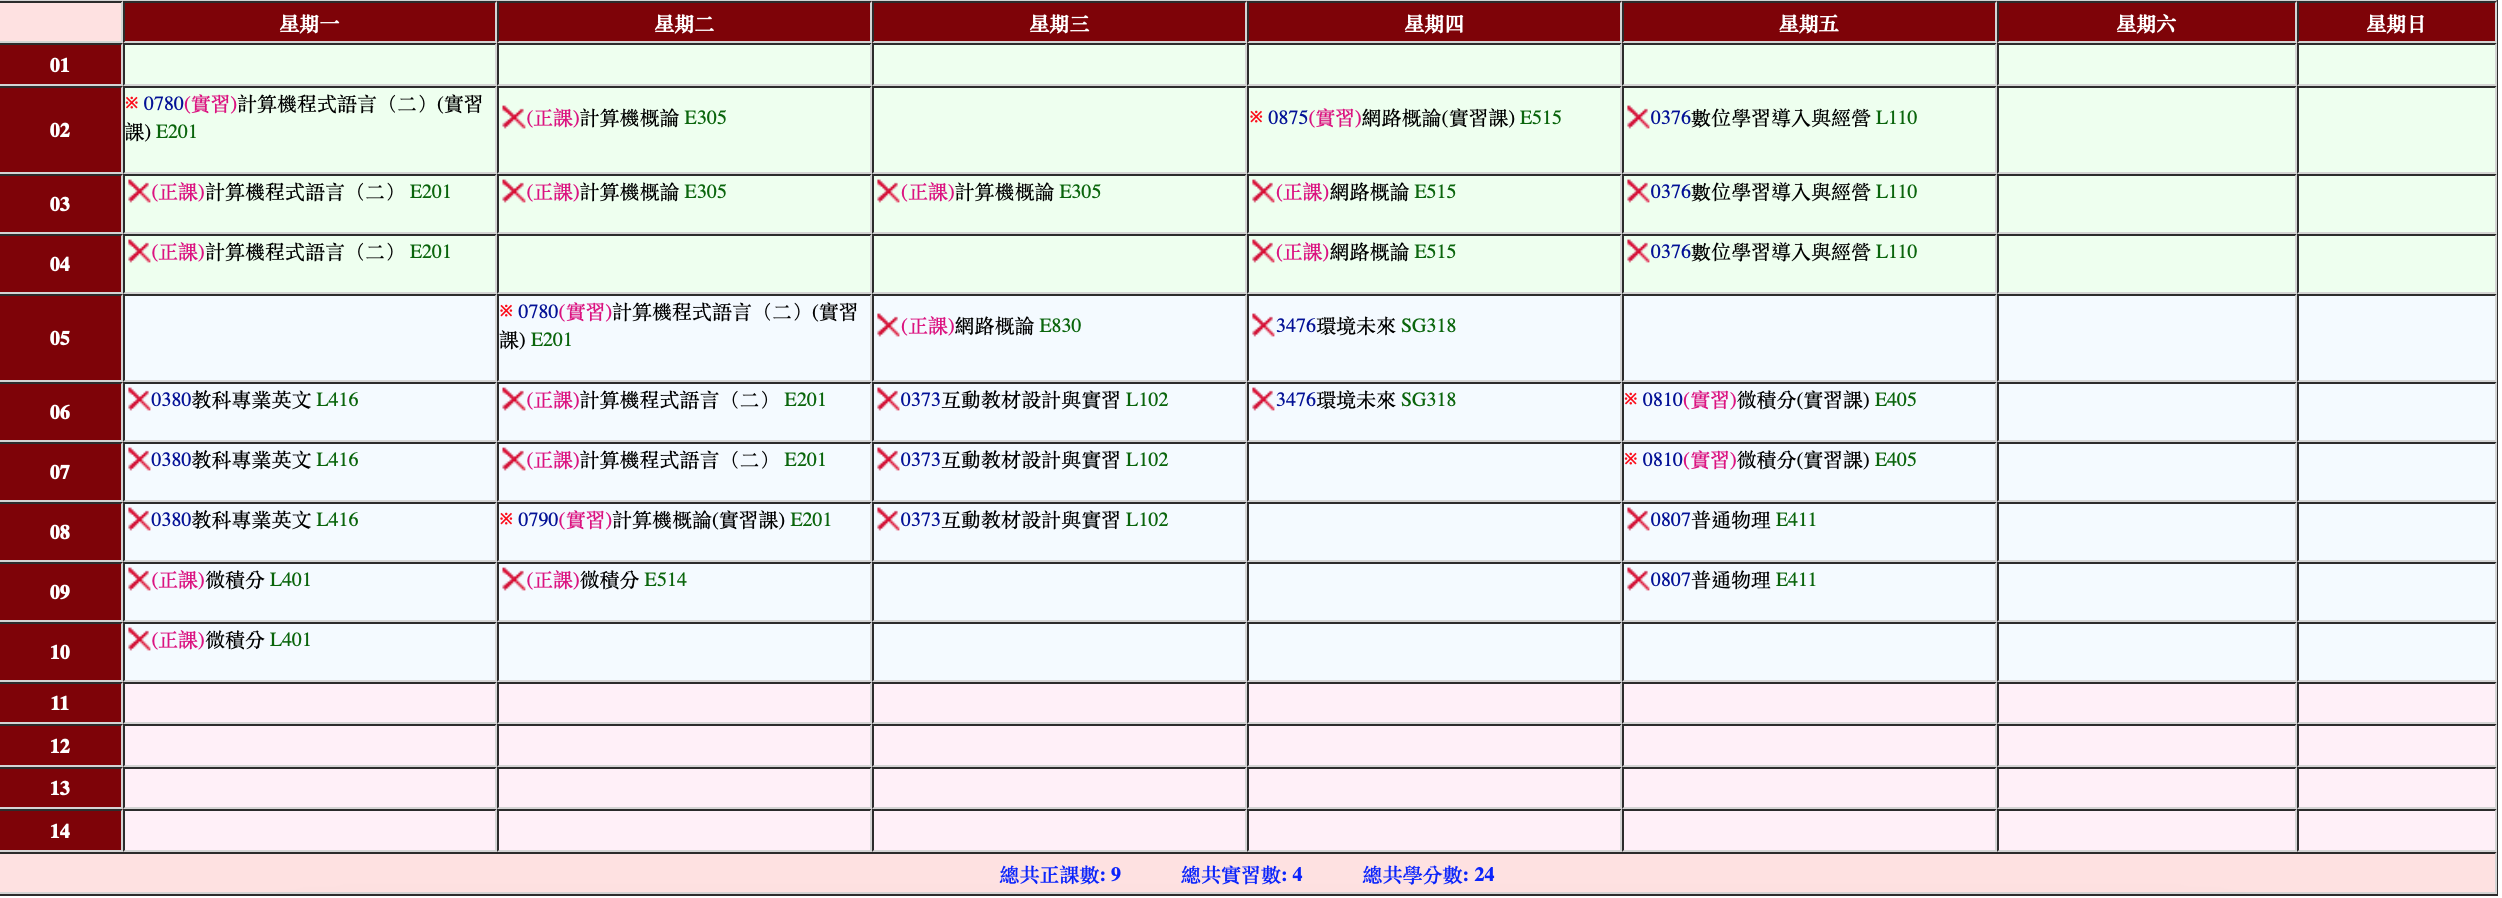 星期一 星期二 星期三 星期四 星期五 星期六 星期日
01
02 ※ 0780(實習)計算機程式語言（二）(實習
課) E201 (正課)計算機概論 E305 ※ 0875(實習)網路概論(實習課) E515 0376數位學習導入與經營 L110
03 (正課)計算機程式語言（二） E201 (正課)計算機概論 E305 (正課)計算機概論 E305 (正課)網路概論 E515 0376數位學習導入與經營 L110
04 (正課)計算機程式語言（二） E201 (正課)網路概論 E515 0376數位學習導入與經營 L110
05 ※ 0780(實習)計算機程式語言（二）(實習
課) E201 (正課)網路概論 E830 3476環境未來 SG318
06 0380教科專業英文 L416 (正課)計算機程式語言（二） E201 0373互動教材設計與實習 L102 3476環境未來 SG318 ※ 0810(實習)微積分(實習課) E405
07 0380教科專業英文 L416 (正課)計算機程式語言（二） E201 0373互動教材設計與實習 L102 ※ 0810(實習)微積分(實習課) E405
08 0380教科專業英文 L416 ※ 0790(實習)計算機概論(實習課) E201 0373互動教材設計與實習 L102 0807普通物理 E411
09 (正課)微積分 L401 (正課)微積分 E514 0807普通物理 E411
10 (正課)微積分 L401
11
12
13
14
總共正課數: 9 總共實習數: 4 總共學分數: 24